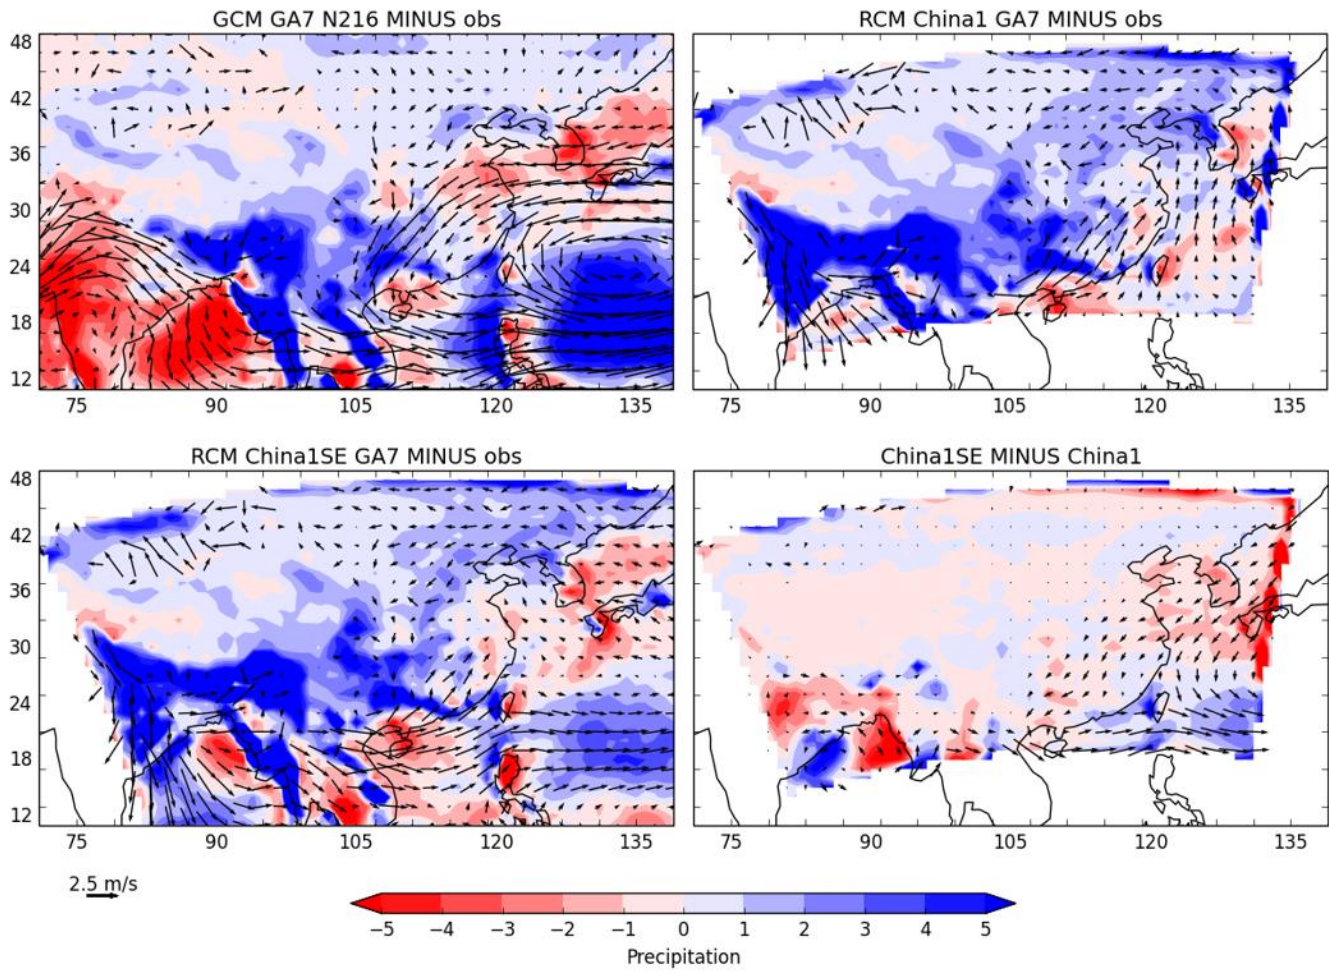 GCM GA7 N216 MINUS obs
RCM China1 GA7 MINUS obs
48
42
36
30
24
18
12
75 90 105 120 135
75 90 105 120 135
RCM China1SE GA7 MINUS obs
China1SE MINUS China1
48
42
36
30
24
18
12
75 90 105 120 135
75 90 105 120 135
2.5 m/s
−5 −4 −3 −2 −1 0 1 2 3 4 5
Precipitation